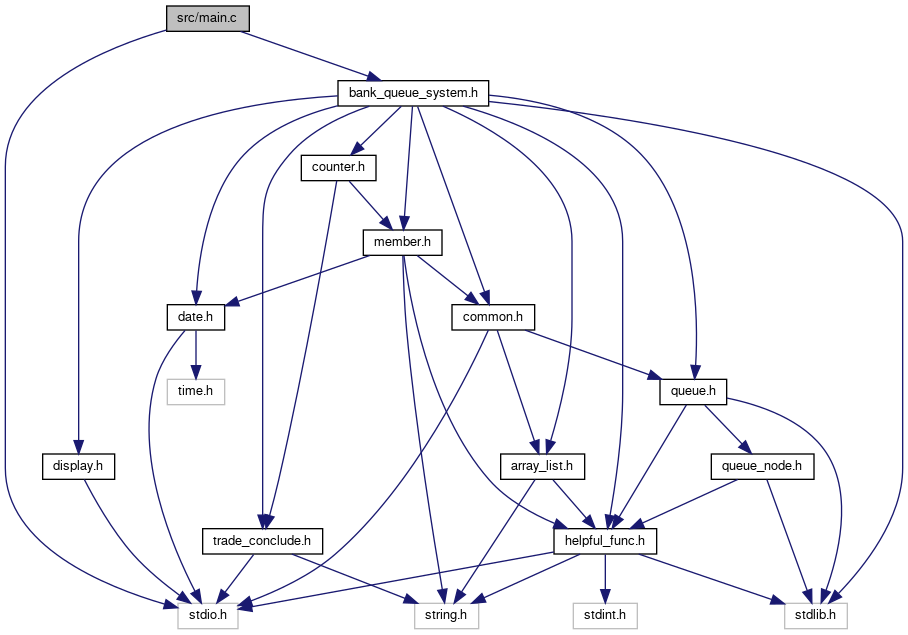 src/main.c
bank_queue_system.h
counter.h
member.h
date.h
common.h
time.h
queue.h
display.h
array_list.h
queue_node.h
trade_conclude.h
helpful_func.h
stdio.h
string.h
stdint.h
stdlib.h